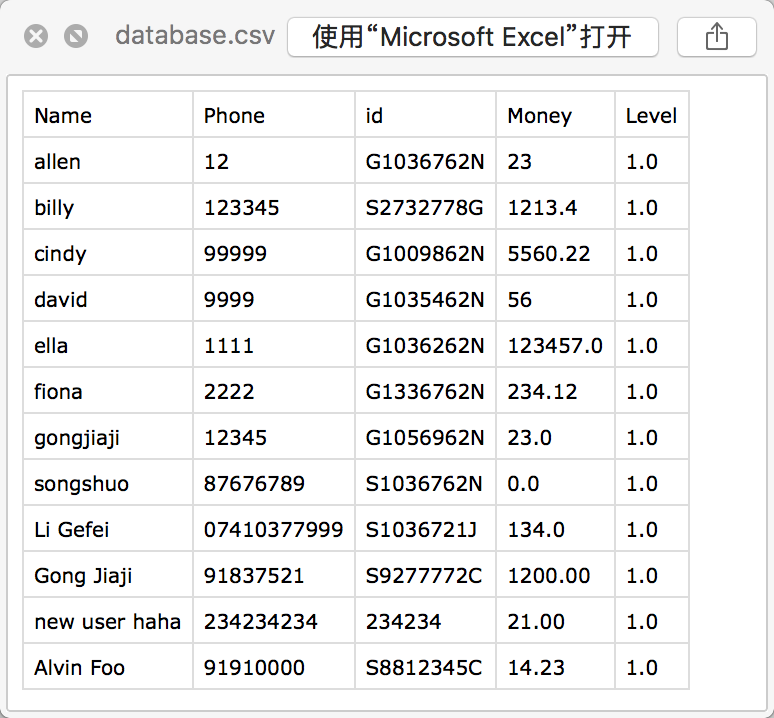 database.csv 使用“Microsoft Excel”打开
Name Phone id Money Level
allen 12 G1036762N 23 1.0
billy 123345 S2732778G 1213.4 1.0
cindy 99999 G1009862N 5560.22 1.0
david 9999 G1035462N 56 1.0
ella 1111 G1036262N 123457.0 1.0
fiona 2222 G1336762N 234.12 1.0
gongjiaji 12345 G1056962N 23.0 1.0
songshuo 87676789 S1036762N 0.0 1.0
Li Gefei 07410377999 S1036721J 134.0 1.0
Gong Jiaji 91837521 S9277772C 1200.00 1.0
new user haha 234234234 234234 21.00 1.0
Alvin Foo 91910000 S8812345C 14.23 1.0